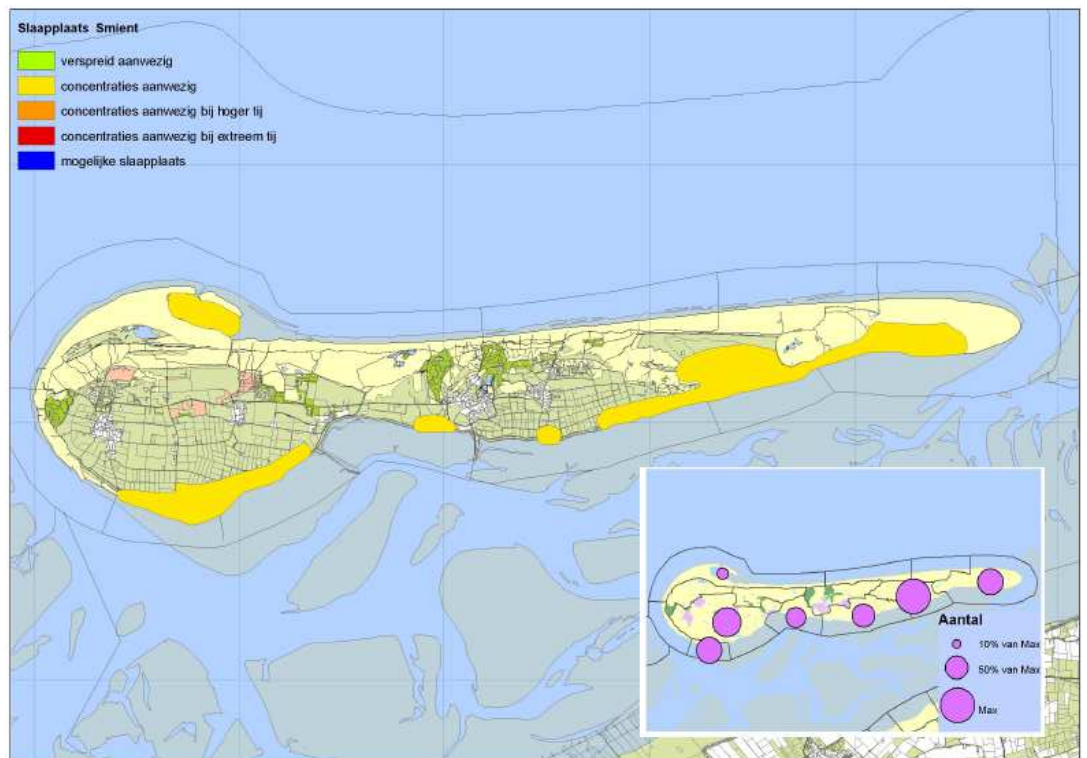 Slaapplaats Smient
verspreid aanwezig
concentraties aanwezig
concentraties aanwezig bij hoger tij
concentraties aanwezig bij extreem tij
mogelijke slaapplaats
Aantal
10% van Max
50% van Max
Max